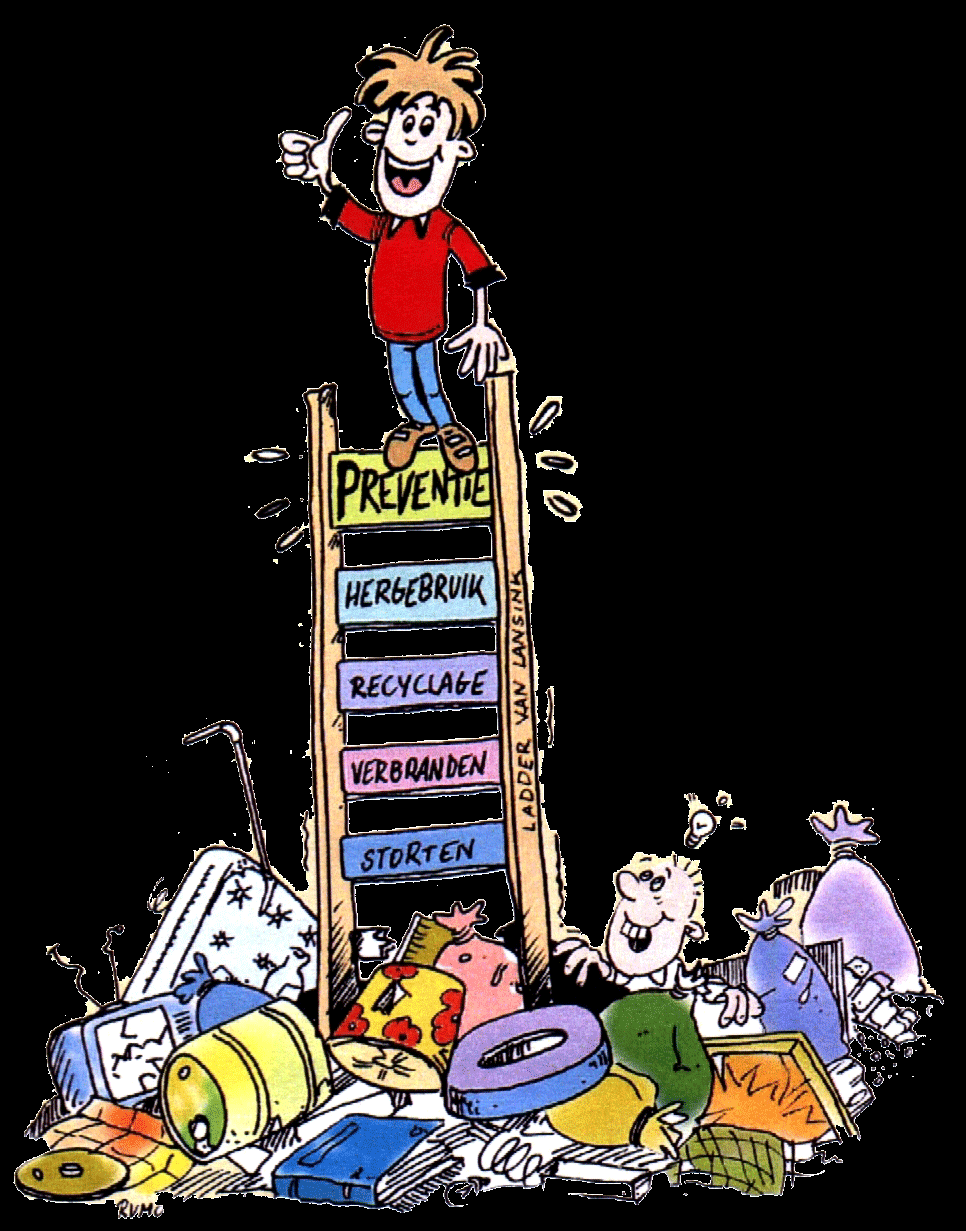 PREVENTIE
HERGEBRUIK
RECYCLAGE
VERBRANDEN
STORTEN
LADDER VAN LANSINK